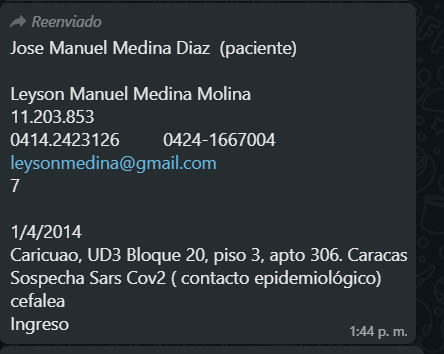 Reenviado
Jose Manuel Medina Diaz (paciente)
Leyson Manuel Medina Molina
11.203.853
0414.2423126 0424-1667004
leysonmedina@gmail.com
7
1/4/2014
Caricuao, UD3 Bloque 20, piso 3, apto 306. Caracas
Sospecha Sars Cov2 ( contacto epidemiológico)
cefalea
Ingreso
1:44 p. m.